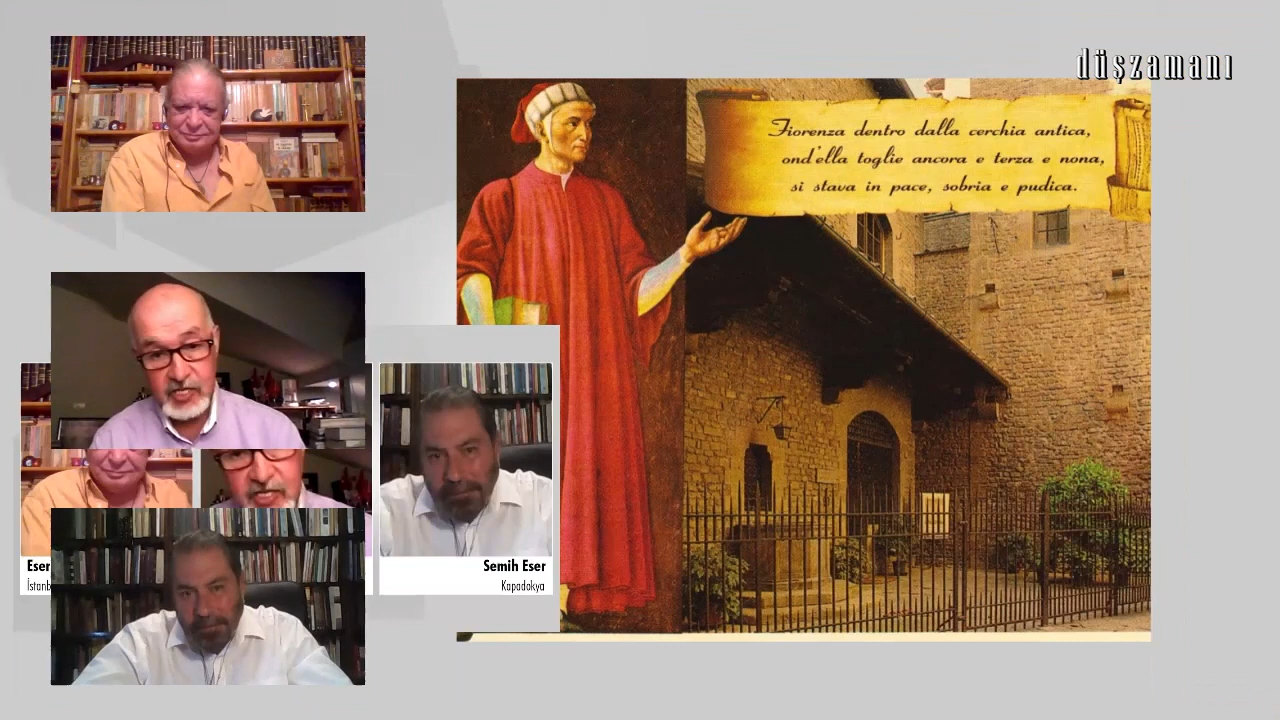 düşzamanı
Fiorenza dentro dalla cerchia antica,
ond'ella toglie ancora e terza e nona,
si stava in pace, sobria e pudica.
Eser
İstanb
Semih Eser
Kapadokya